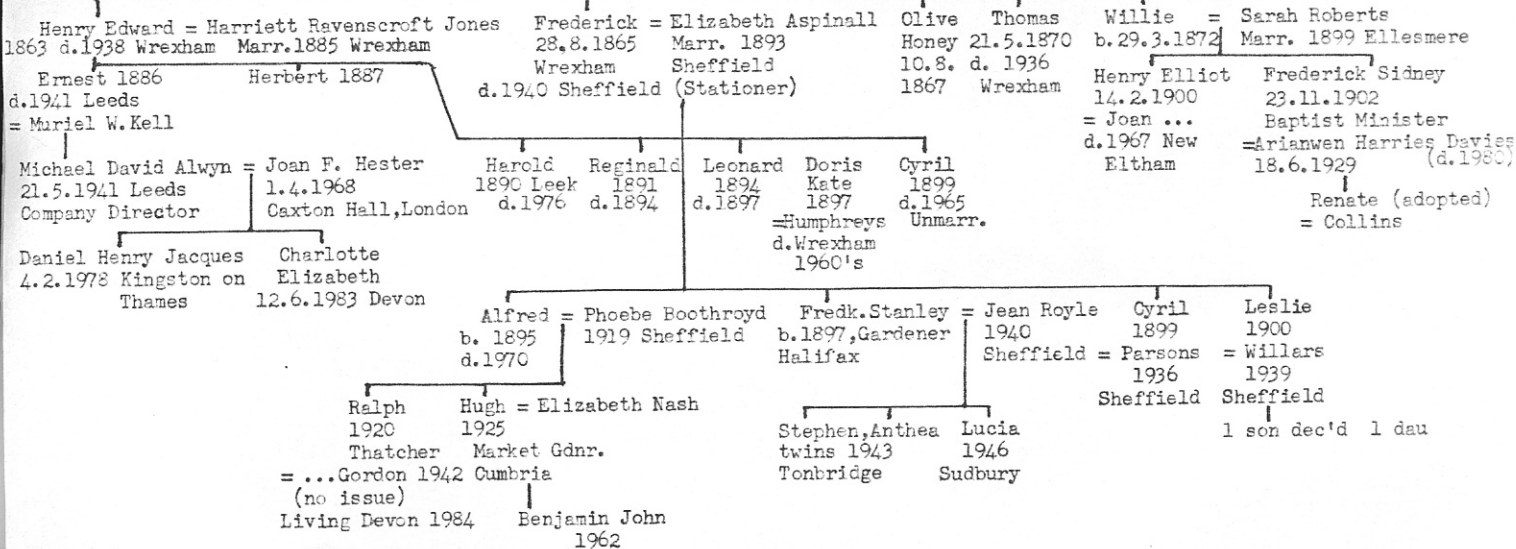 Henry Edward = Harriett Ravenscroft Jones
1863 d.1938 Wrexham Marr.1885 Wrexham
Frederick = Elizabeth Aspinall
28.8.1865 Marr. 1893
Wrexham Sheffield
d.1940 Sheffield (Stationer)
Olive
Honey
10.8.
1867
Thomas
21.5.1870
d. 1936
Wrexham
Willie = Sarah Roberts
b.29.3.1872 Marr. 1899 Ellesmere
Ernest 1886
d.1941 Leeds
= Muriel W.Kell
Herbert 1887
Henry Elliot
14.2.1900
= Joan ...
d.1967 New
Eltham
Frederick Sidney
23.11.1902
Baptist Minister
=Arianwen Harries Davies
18.6.1929 (d.1980)
Renate (adopted)
= Collins
Michael David Alwyn = Joan F. Hester
21.5.1941 Leeds 1.4.1968
Company Director Caxton Hall,London
Harold
1890 Leek
d.1976
Reginald
1891
d.1894
Leonard
1894
d.1897
Doris
Kate
1897
=Humphreys
d.Wrexham
1960's
Cyril
1899
d.1965
Unmarr.
Daniel Henry Jacques
4.2.1978 Kingston on
Thames
Charlotte
Elizabeth
12.6.1983 Devon
Alfred = Phoebe Boothroyd
b. 1895 1919 Sheffield
d.1970
Fredk.Stanley = Jean Royle
b.1897,Gardener 1940
Halifax Sheffield
Cyril
1899
= Parsons
1936
Sheffield
Leslie
1900
= Willars
1939
Sheffield
1 son dec'd 1 dau
Ralph
1920
Thatcher
= ...Gordon 1942
(no issue)
Living Devon 1984
Hugh = Elizabeth Nash
1925
Market Gdnr.
Cumbria
Benjamin John
1962
Stephen,Anthea
twins 1943
Tonbridge
Lucia
1946
Sudbury